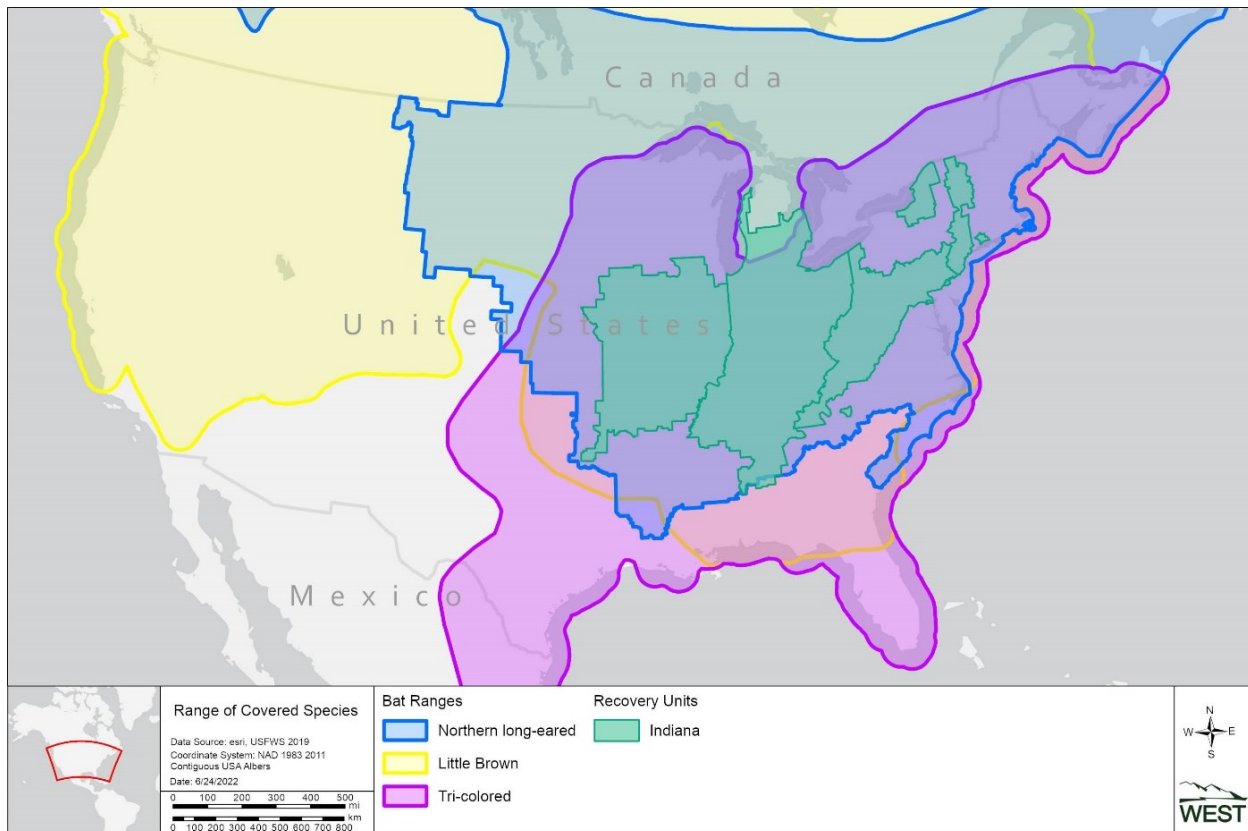 Canada
United States
Mexico
Range of Covered Species
Data Source: esri, USFWS 2019
Coordinate System: NAD 1983 2011
Contiguous USA Albers
Date: 6/24/2022
0 100 200 300 400 500
mi
km
0 100 200 300 400 500 600 700 800
Bat Ranges
Northern long-eared
Little Brown
Tri-colored
Recovery Units
Indiana
N
W E
S
WEST